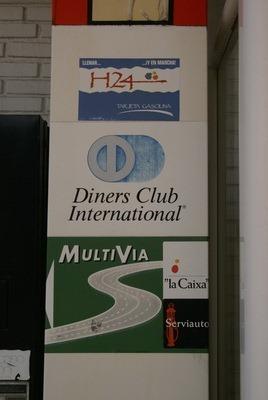 LLENAR... ...¡Y EN MARCHA!
H24
TARJETA GASOLINA
Diners Club
International®
MULTIVIA
"la Caixa"
Serviauto